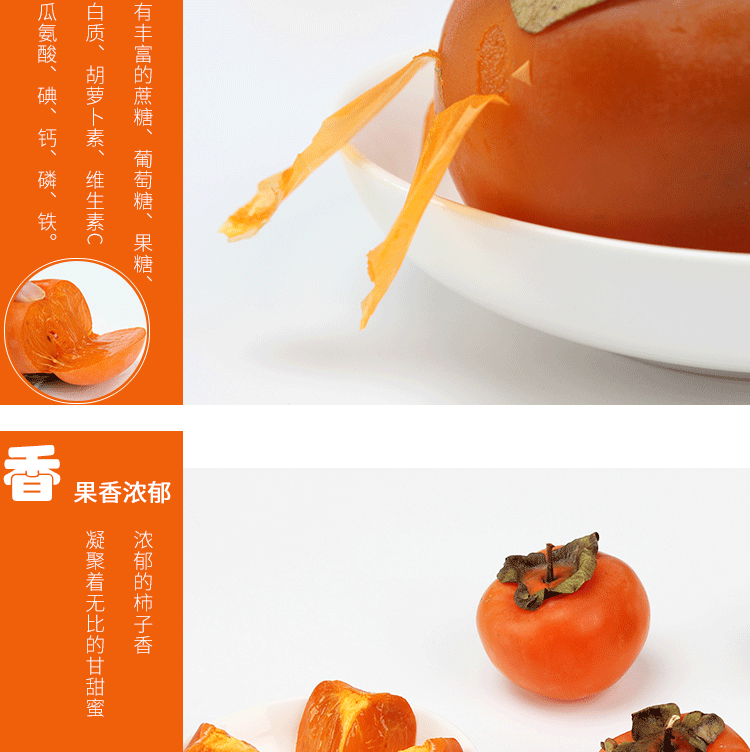 有丰富的蔗糖、葡萄糖、果糖、
白质、胡萝卜素、维生素C
瓜氨酸、碘、钙、磷、铁。
香
果香浓郁
浓郁的柿子香
凝聚着无比的甘甜蜜